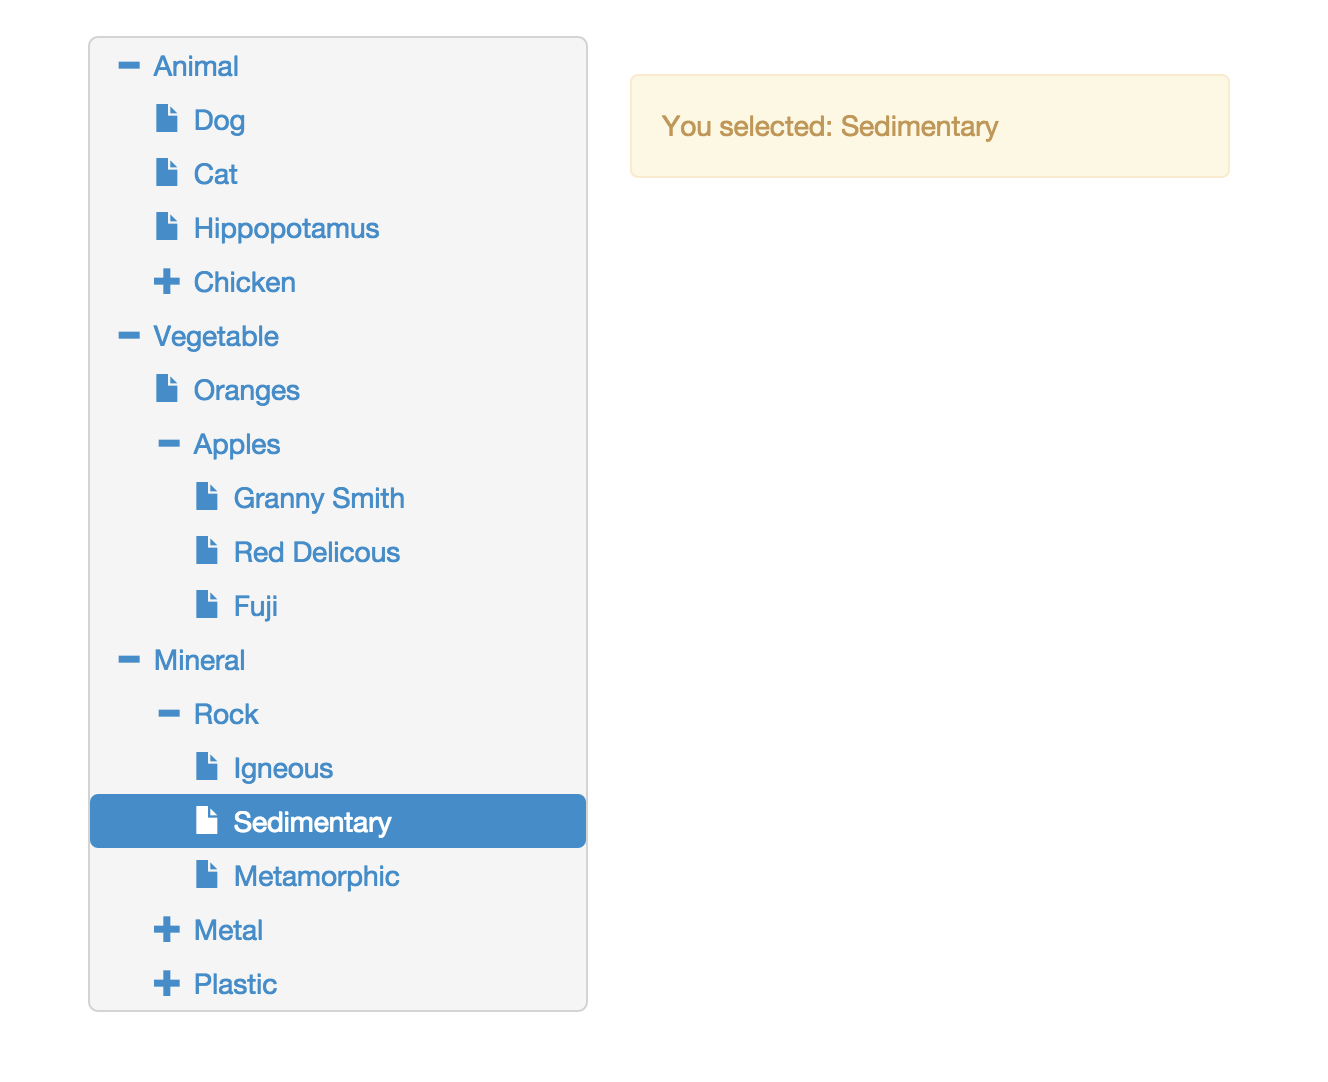 Animal
Dog
Cat
Hippopotamus
Chicken
Vegetable
Oranges
Apples
Granny Smith
Red Delicous
Fuji
Mineral
Rock
Igneous
Sedimentary
Metamorphic
Metal
Plastic
You selected: Sedimentary